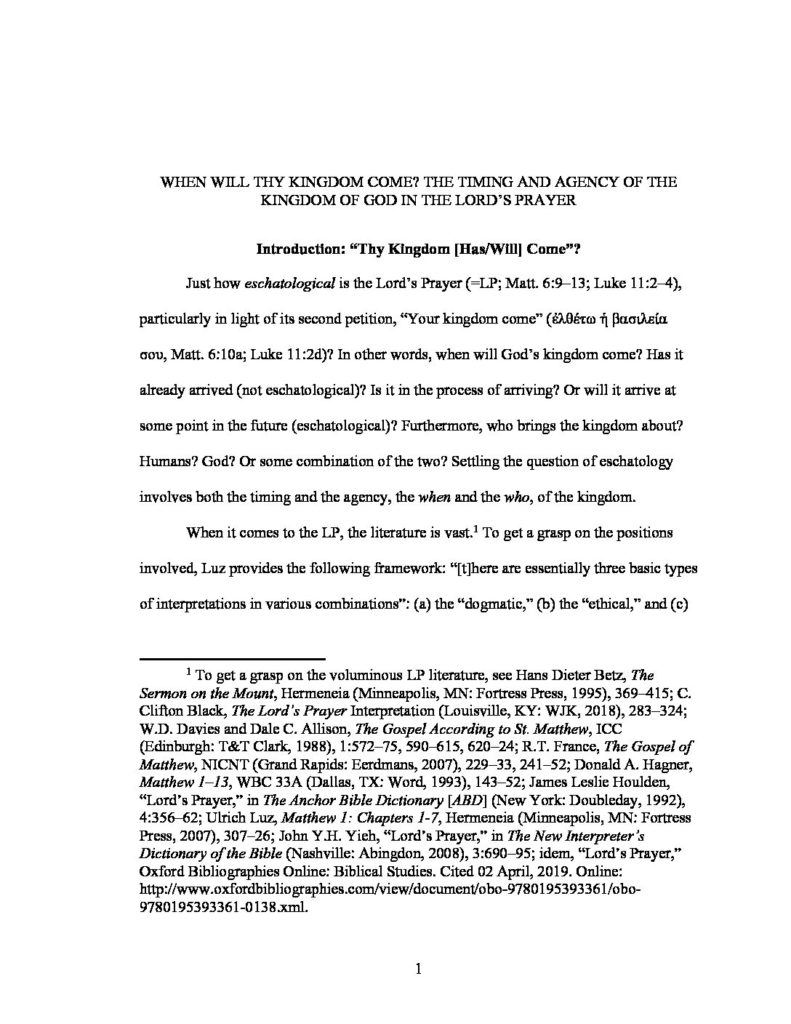 WHEN WILL THY KINGDOM COME? THE TIMING AND AGENCY OF THE
KINGDOM OF GOD IN THE LORD’S PRAYER
Introduction: “Thy Kingdom [Has/Will] Come”?
Just how eschatological is the Lord’s Prayer (=LP; Matt. 6:9–13; Luke 11:2–4),
particularly in light of its second petition, “Your kingdom come” (ἐλθέτω ἡ βασιλεία
σου, Matt. 6:10a; Luke 11:2d)? In other words, when will God’s kingdom come? Has it
already arrived (not eschatological)? Is it in the process of arriving? Or will it arrive at
some point in the future (eschatological)? Furthermore, who brings the kingdom about?
Humans? God? Or some combination of the two? Settling the question of eschatology
involves both the timing and the agency, the when and the who, of the kingdom.
When it comes to the LP, the literature is vast.¹ To get a grasp on the positions
involved, Luz provides the following framework: “[t]here are essentially three basic types
of interpretations in various combinations”: (a) the “dogmatic,” (b) the “ethical,” and (c)
¹ To get a grasp on the voluminous LP literature, see Hans Dieter Betz, The
Sermon on the Mount, Hermeneia (Minneapolis, MN: Fortress Press, 1995), 369–415; C.
Clifton Black, The Lord’s Prayer Interpretation (Louisville, KY: WJK, 2018), 283–324;
W.D. Davies and Dale C. Allison, The Gospel According to St. Matthew, ICC
(Edinburgh: T&T Clark, 1988), 1:572–75, 590–615, 620–24; R.T. France, The Gospel of
Matthew, NICNT (Grand Rapids: Eerdmans, 2007), 229–33, 241–52; Donald A. Hagner,
Matthew 1–13, WBC 33A (Dallas, TX: Word, 1993), 143–52; James Leslie Houlden,
“Lord’s Prayer,” in The Anchor Bible Dictionary [ABD] (New York: Doubleday, 1992),
4:356–62; Ulrich Luz, Matthew 1: Chapters 1-7, Hermeneia (Minneapolis, MN: Fortress
Press, 2007), 307–26; John Y.H. Yieh, “Lord’s Prayer,” in The New Interpreter’s
Dictionary of the Bible (Nashville: Abingdon, 2008), 3:690–95; idem, “Lord’s Prayer,”
Oxford Bibliographies Online: Biblical Studies. Cited 02 April, 2019. Online:
http://www.oxfordbibliographies.com/view/document/obo-9780195393361/obo-
9780195393361-0138.xml.
1